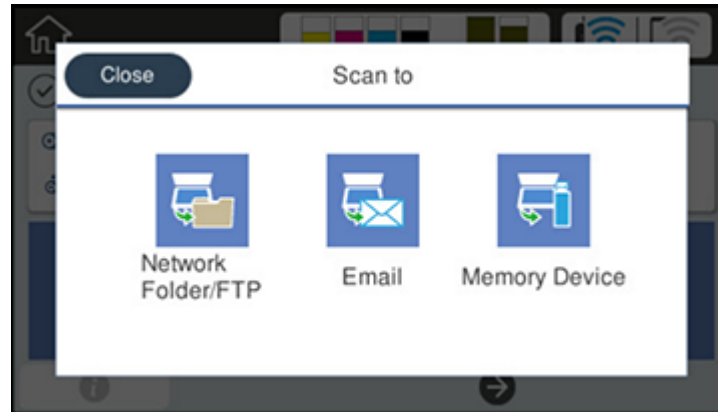 Close
Scan to
Network
Folder/FTP
Email
Memory Device